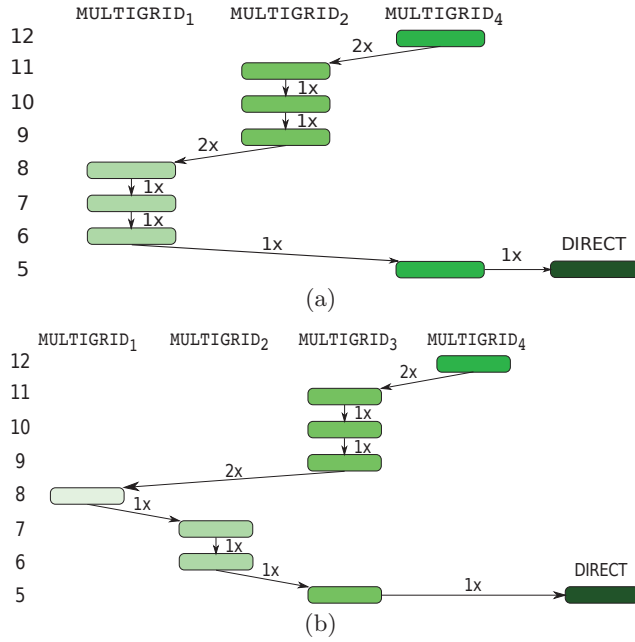 MULTIGRID₁ MULTIGRID₂ MULTIGRID₄
12
2x
11
1x
10
1x
9
2x
8
1x
7
1x
6
1x 1x DIRECT
5
(a)
MULTIGRID₁ MULTIGRID₂ MULTIGRID₃ MULTIGRID₄
12
2x
11
1x
10
1x
9
2x
8
1x
7
1x
6
1x 1x DIRECT
5
(b)